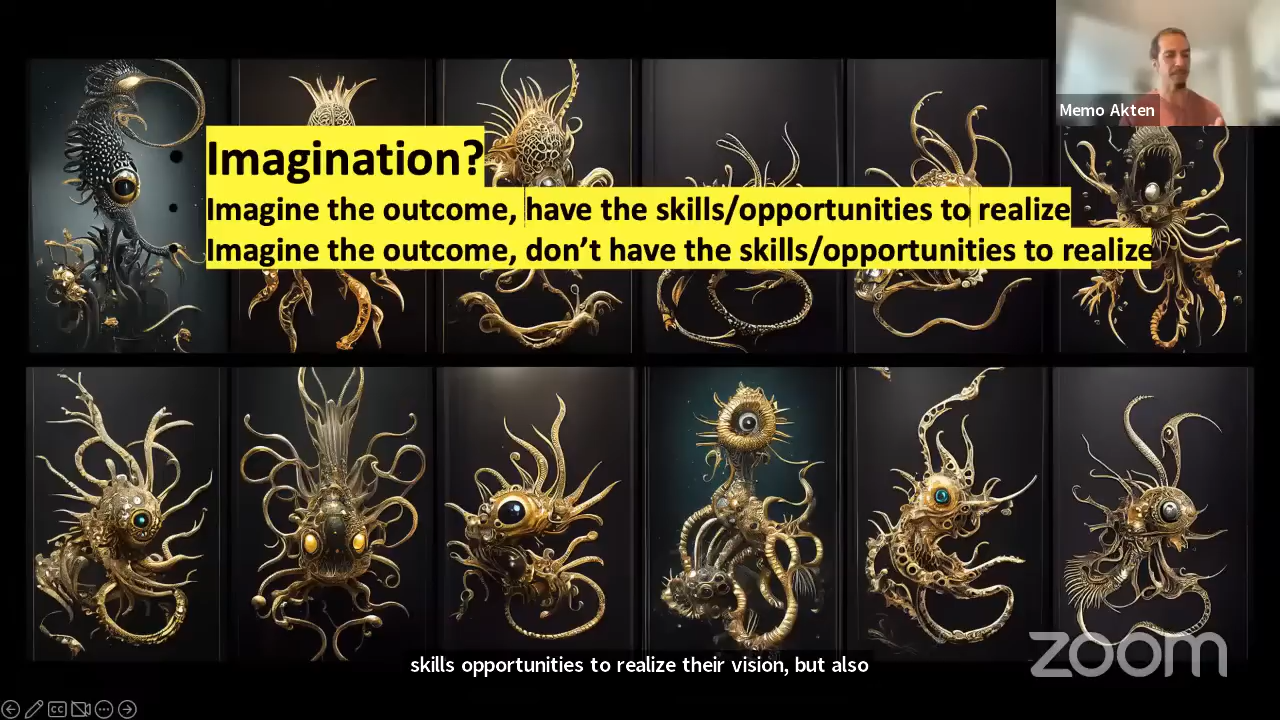 Memo Akten
Imagination?
Imagine the outcome, have the skills/opportunities to realize
Imagine the outcome, don’t have the skills/opportunities to realize
zoom
skills opportunities to realize their vision, but also
CC